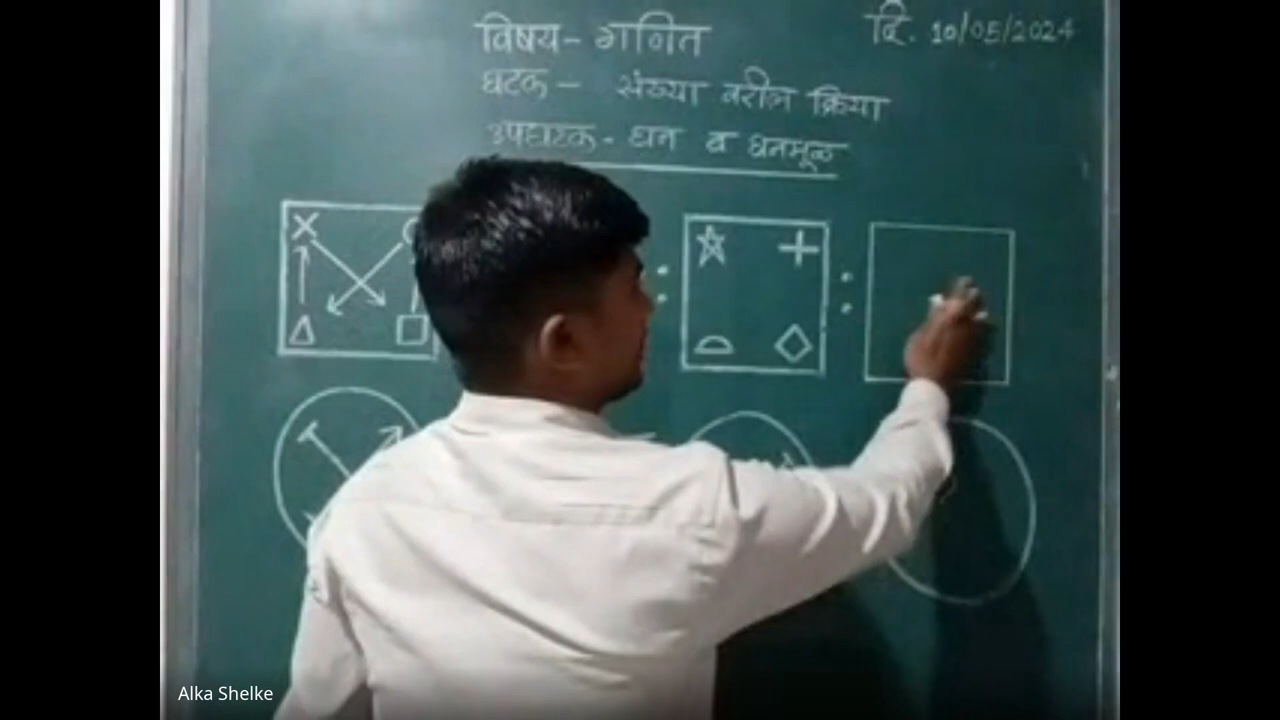 विषय - गणित
दि. 10/05/2024
घटक - संख्या वरील क्रिया
उपघटक - घन व घनमूळ
Alka Shelke